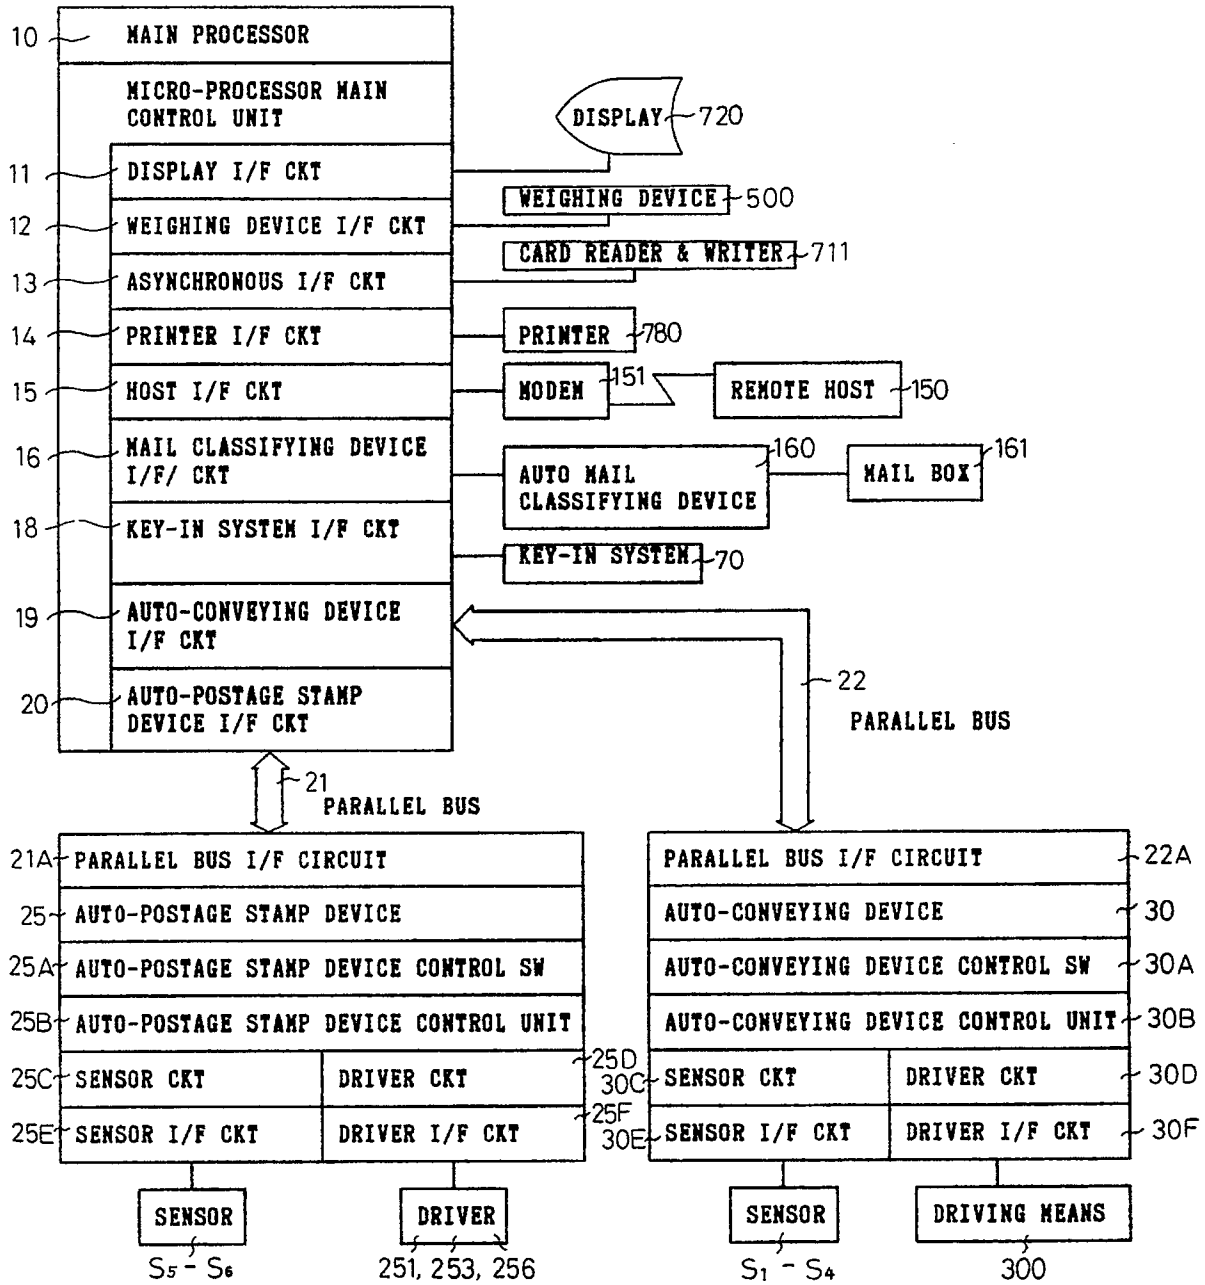 10 MAIN PROCESSOR
MICRO-PROCESSOR MAIN
CONTROL UNIT
DISPLAY 720
11 DISPLAY I/F CKT
WEIGHING DEVICE 500
12 WEIGHING DEVICE I/F CKT
CARD READER & WRITER 711
13 ASYNCHRONOUS I/F CKT
14 PRINTER I/F CKT
PRINTER 780
15 HOST I/F CKT
MODEM 151
REMOTE HOST 150
16 MAIL CLASSIFYING DEVICE
I/F/ CKT
AUTO MAIL 160
CLASSIFYING DEVICE
MAIL BOX 161
18 KEY-IN SYSTEM I/F CKT
KEY-IN SYSTEM 70
19 AUTO-CONVEYING DEVICE
I/F CKT
20 AUTO-POSTAGE STAMP
DEVICE I/F CKT
22
PARALLEL BUS
21
PARALLEL BUS
21A PARALLEL BUS I/F CIRCUIT
25 AUTO-POSTAGE STAMP DEVICE
25A AUTO-POSTAGE STAMP DEVICE CONTROL SW
25B AUTO-POSTAGE STAMP DEVICE CONTROL UNIT
25C SENSOR CKT DRIVER CKT 25D
25E SENSOR I/F CKT DRIVER I/F CKT 25F
SENSOR DRIVER
S5 - S6 251, 253, 256
PARALLEL BUS I/F CIRCUIT 22A
AUTO-CONVEYING DEVICE 30
AUTO-CONVEYING DEVICE CONTROL SW 30A
AUTO-CONVEYING DEVICE CONTROL UNIT 30B
30C SENSOR CKT DRIVER CKT 30D
30E SENSOR I/F CKT DRIVER I/F CKT 30F
SENSOR DRIVING MEANS
S1 - S4 300